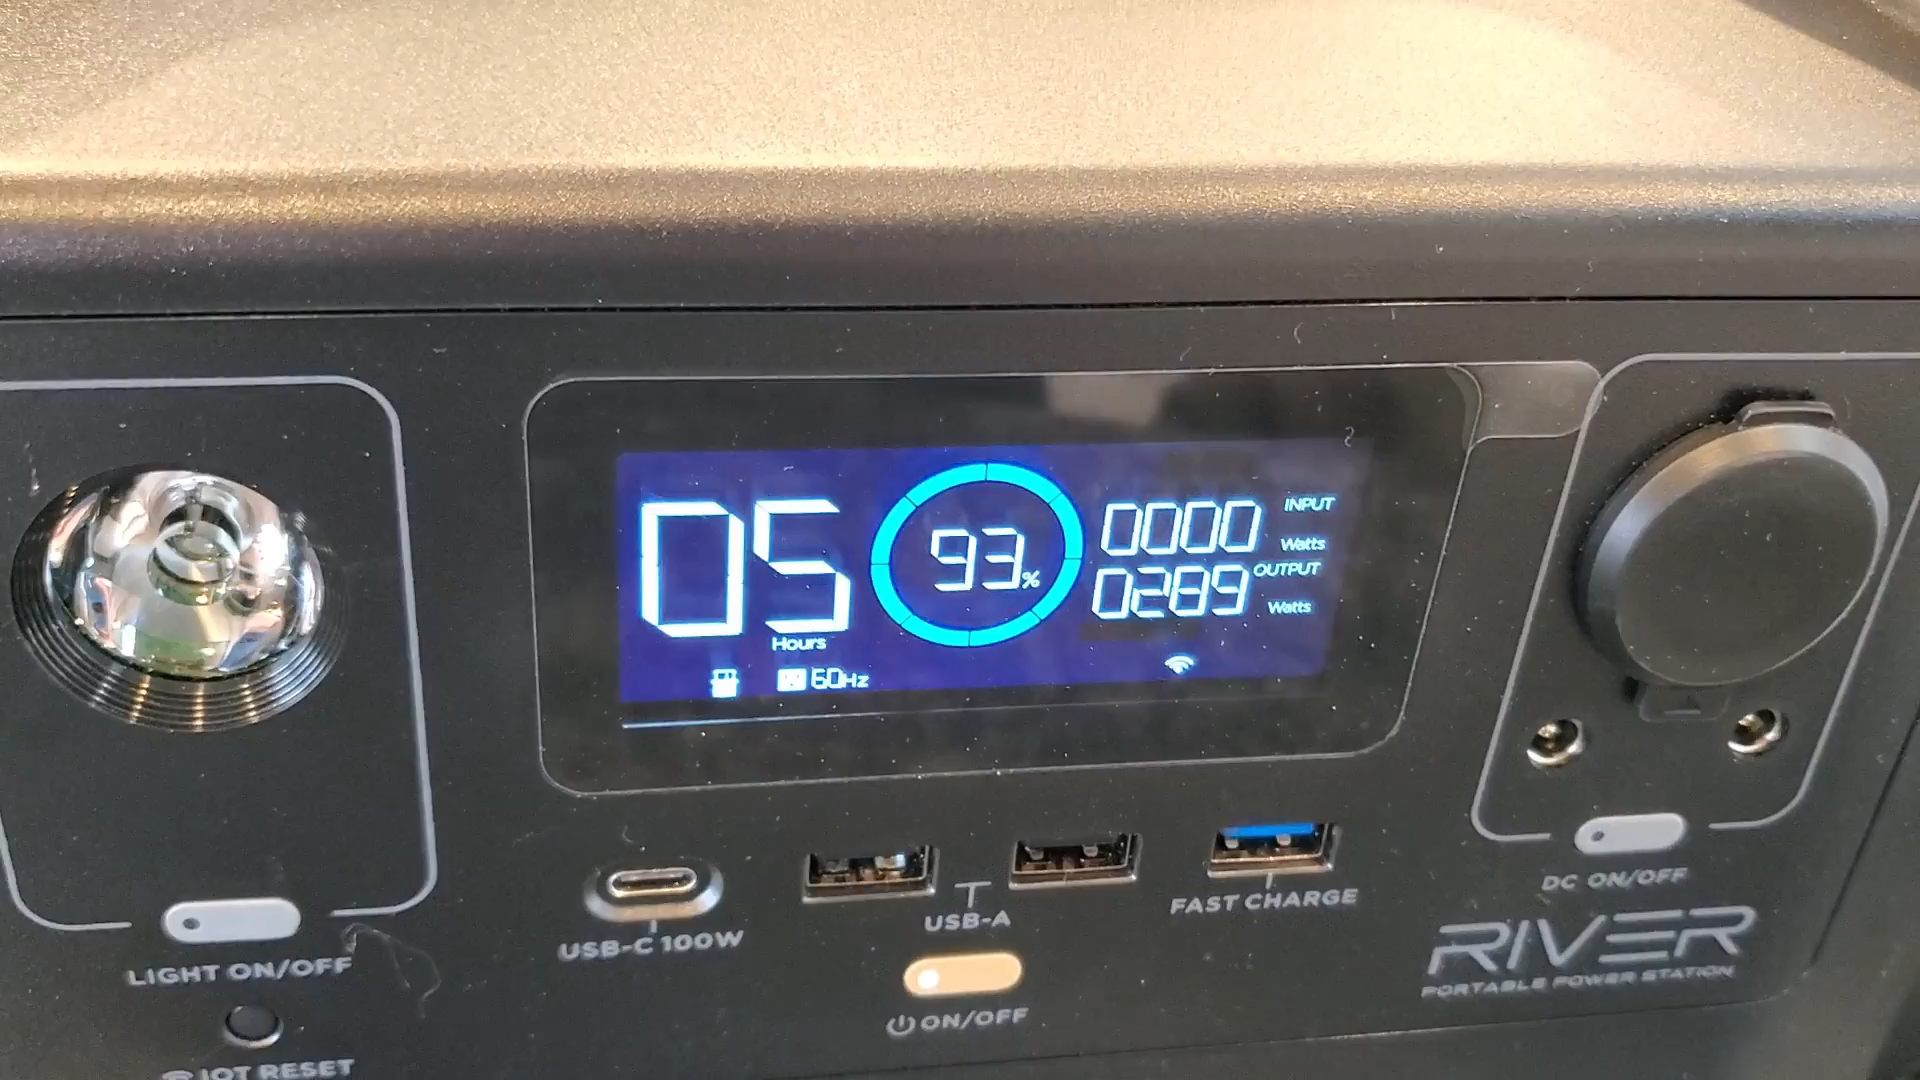 05
Hours
93%
0000 INPUT Watts
0289 OUTPUT Watts
60Hz
USB-C 100W
USB-A
FAST CHARGE
ON/OFF
LIGHT ON/OFF
IOT RESET
DC ON/OFF
RIVER
PORTABLE POWER STATION